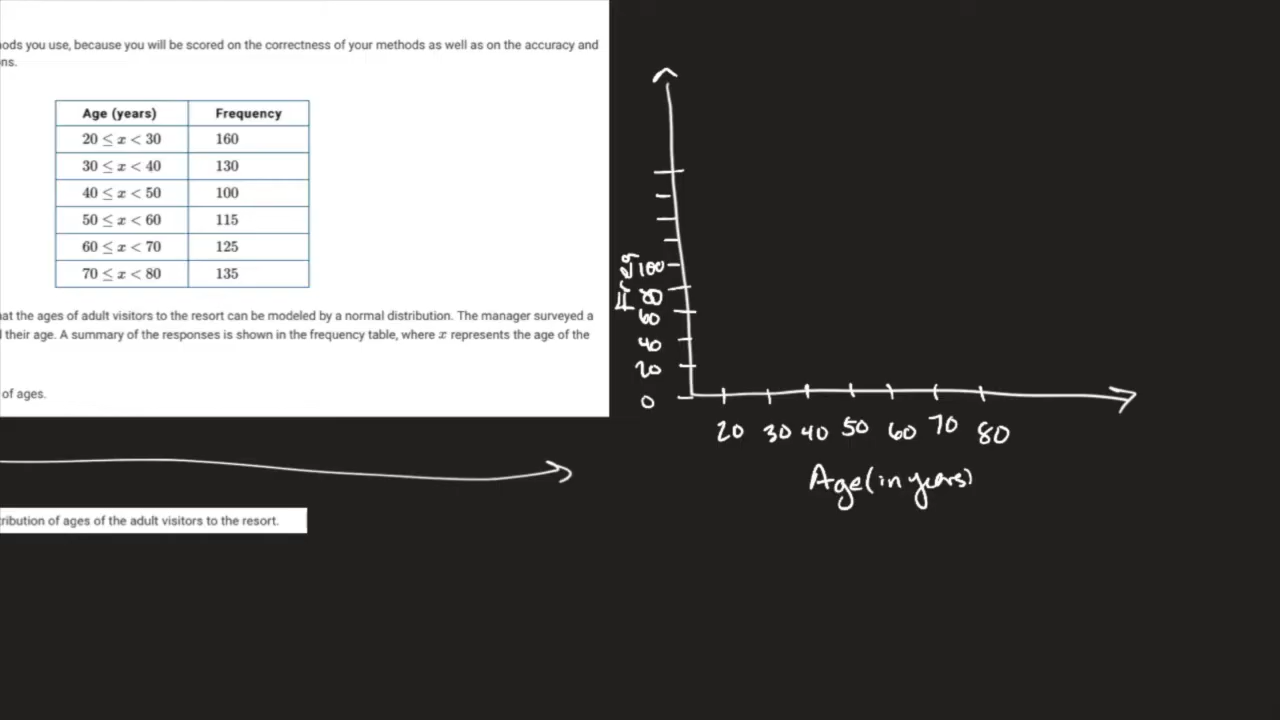 ods you use, because you will be scored on the correctness of your methods as well as on the accuracy and
ns.
Age (years) Frequency
20 ≤ x < 30 160
30 ≤ x < 40 130
40 ≤ x < 50 100
50 ≤ x < 60 115
60 ≤ x < 70 125
70 ≤ x < 80 135
at the ages of adult visitors to the resort can be modeled by a normal distribution. The manager surveyed a
their age. A summary of the responses is shown in the frequency table, where x represents the age of the
of ages.
ribution of ages of the adult visitors to the resort.
Freq
100
80
60
40
20
0
20 30 40 50 60 70 80
Age (in years)